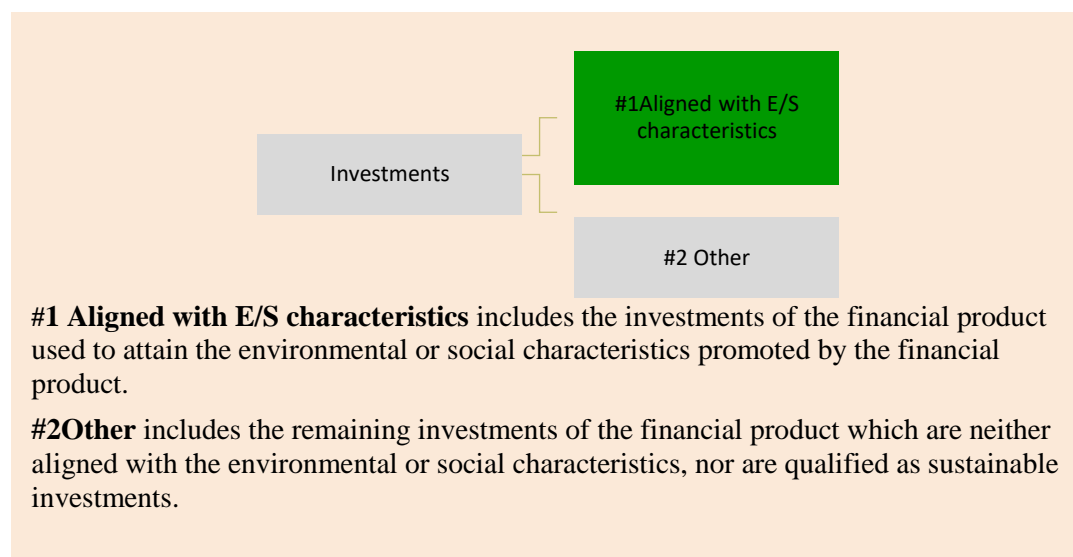 #1Aligned with E/S
characteristics
Investments
#2 Other
#1 Aligned with E/S characteristics includes the investments of the financial product
used to attain the environmental or social characteristics promoted by the financial
product.
#2Other includes the remaining investments of the financial product which are neither
aligned with the environmental or social characteristics, nor are qualified as sustainable
investments.